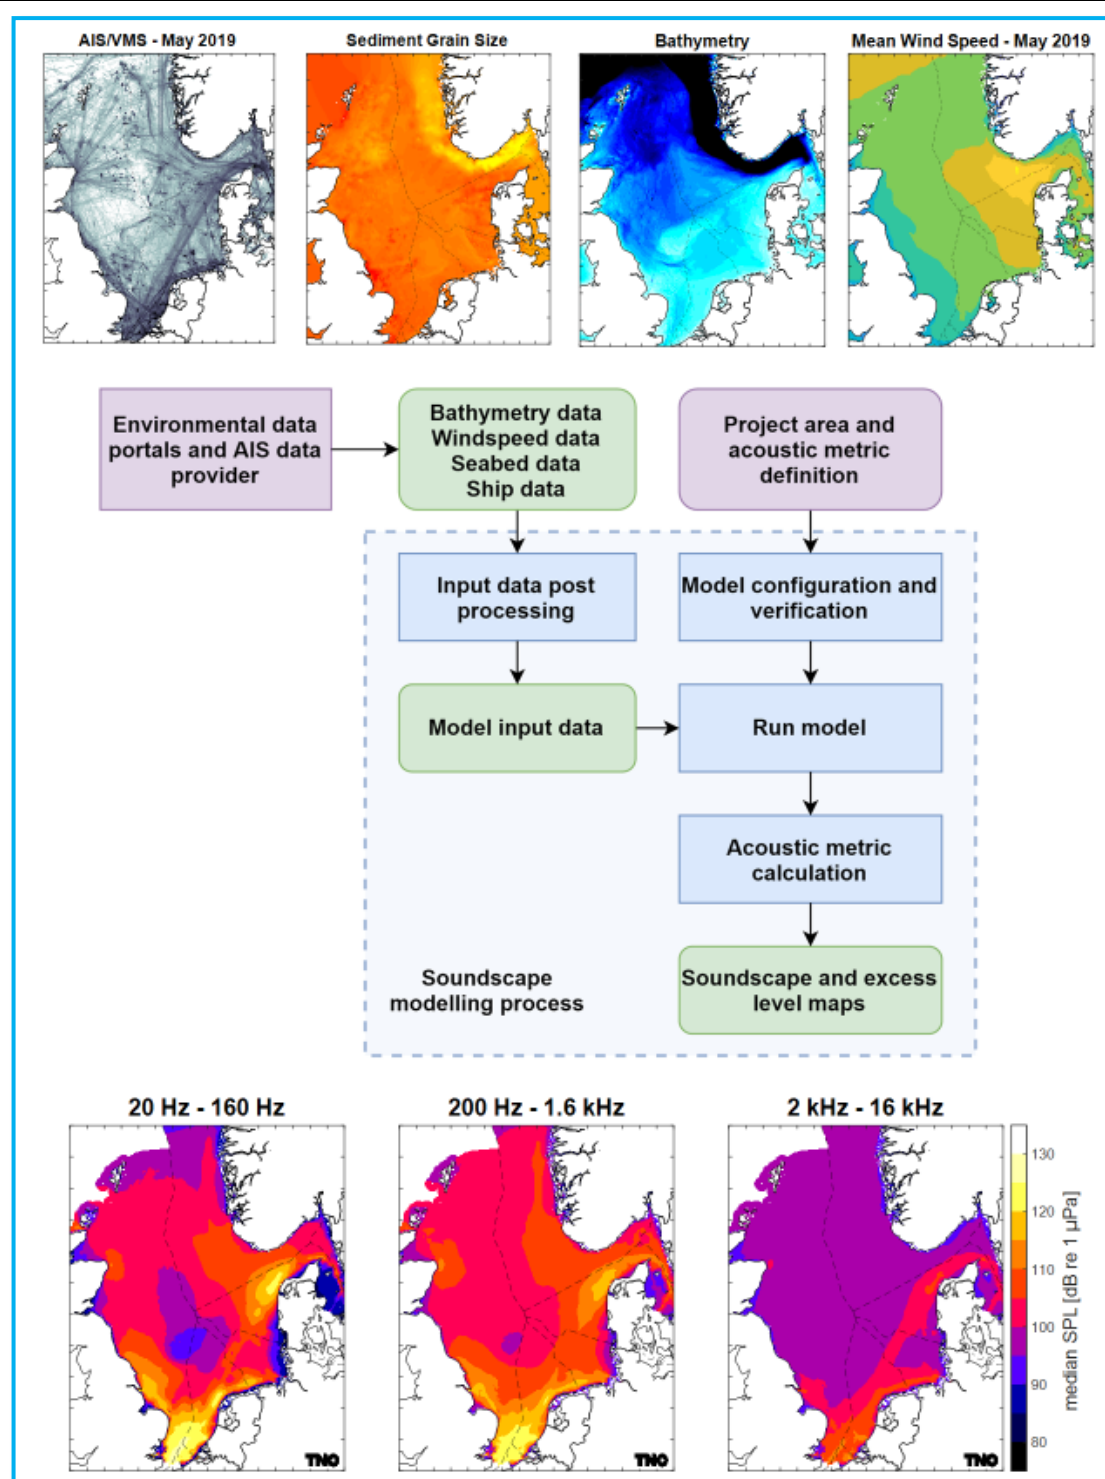 AIS/VMS - May 2019
Sediment Grain Size
Bathymetry
Mean Wind Speed - May 2019
Environmental data
portals and AIS data
provider
Bathymetry data
Windspeed data
Seabed data
Ship data
Project area and
acoustic metric
definition
Input data post
processing
Model configuration and
verification
Model input data
Run model
Acoustic metric
calculation
Soundscape
modelling process
Soundscape and excess
level maps
20 Hz - 160 Hz
200 Hz - 1.6 kHz
2 kHz - 16 kHz
TNO
TNO
TNO
130
120
110
100
90
80
median SPL [dB re 1 µPa]